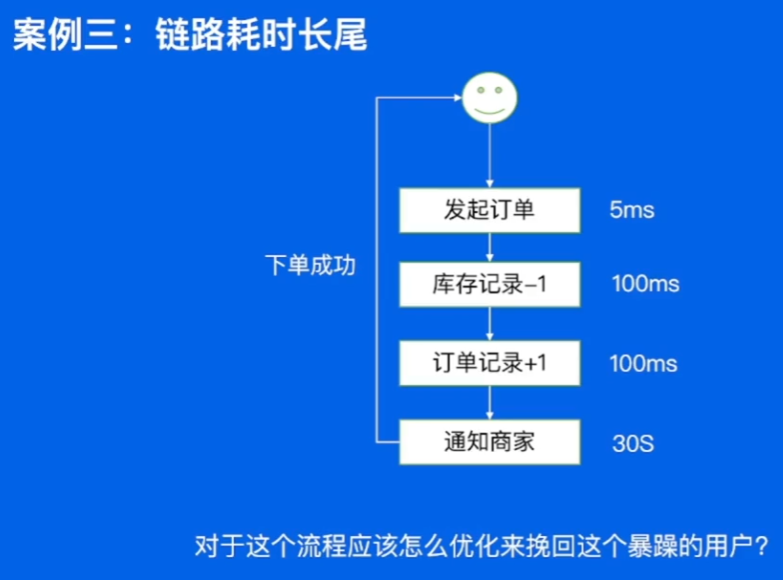 案例三：链路耗时长尾
发起订单 5ms
下单成功
库存记录-1 100ms
订单记录+1 100ms
通知商家 30S
对于这个流程应该怎么优化来挽回这个暴躁的用户？